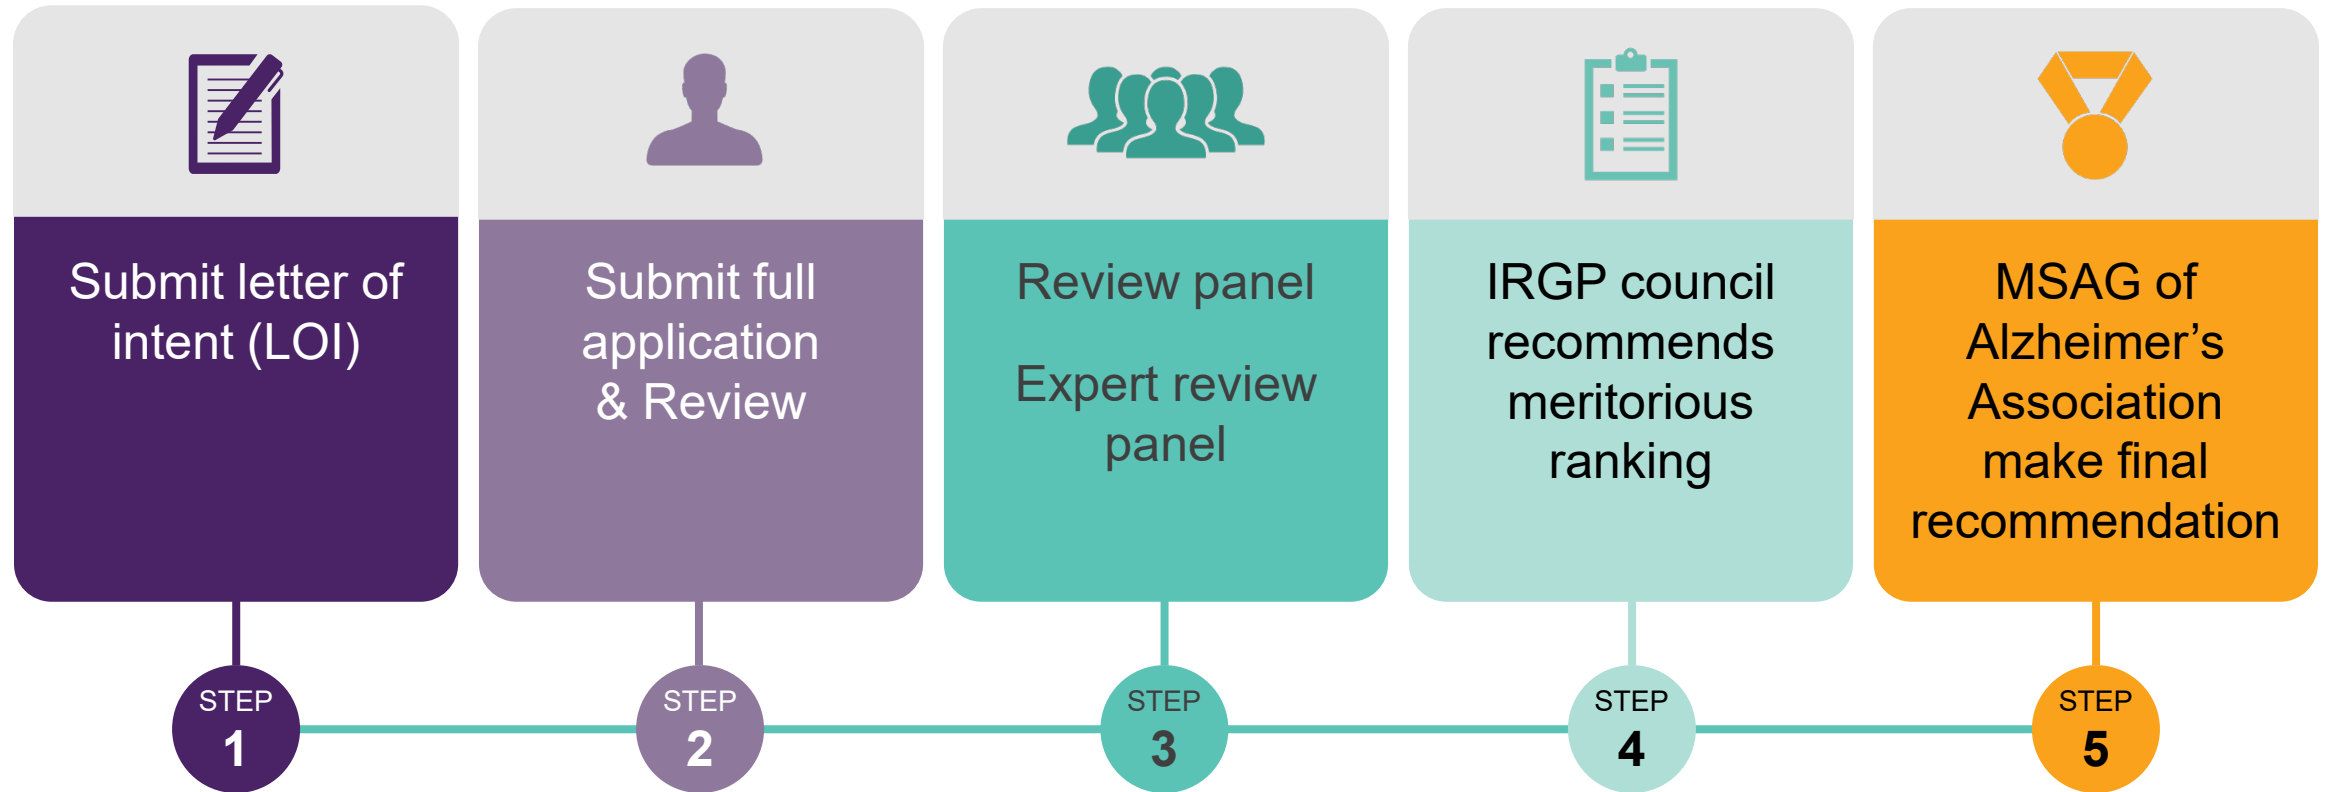 Submit letter of
intent (LOI)
Submit full
application
& Review
Review panel
Expert review
panel
IRGP council
recommends
meritorious
ranking
MSAG of
Alzheimer’s
Association
make final
recommendation
STEP
1
STEP
2
STEP
3
STEP
4
STEP
5